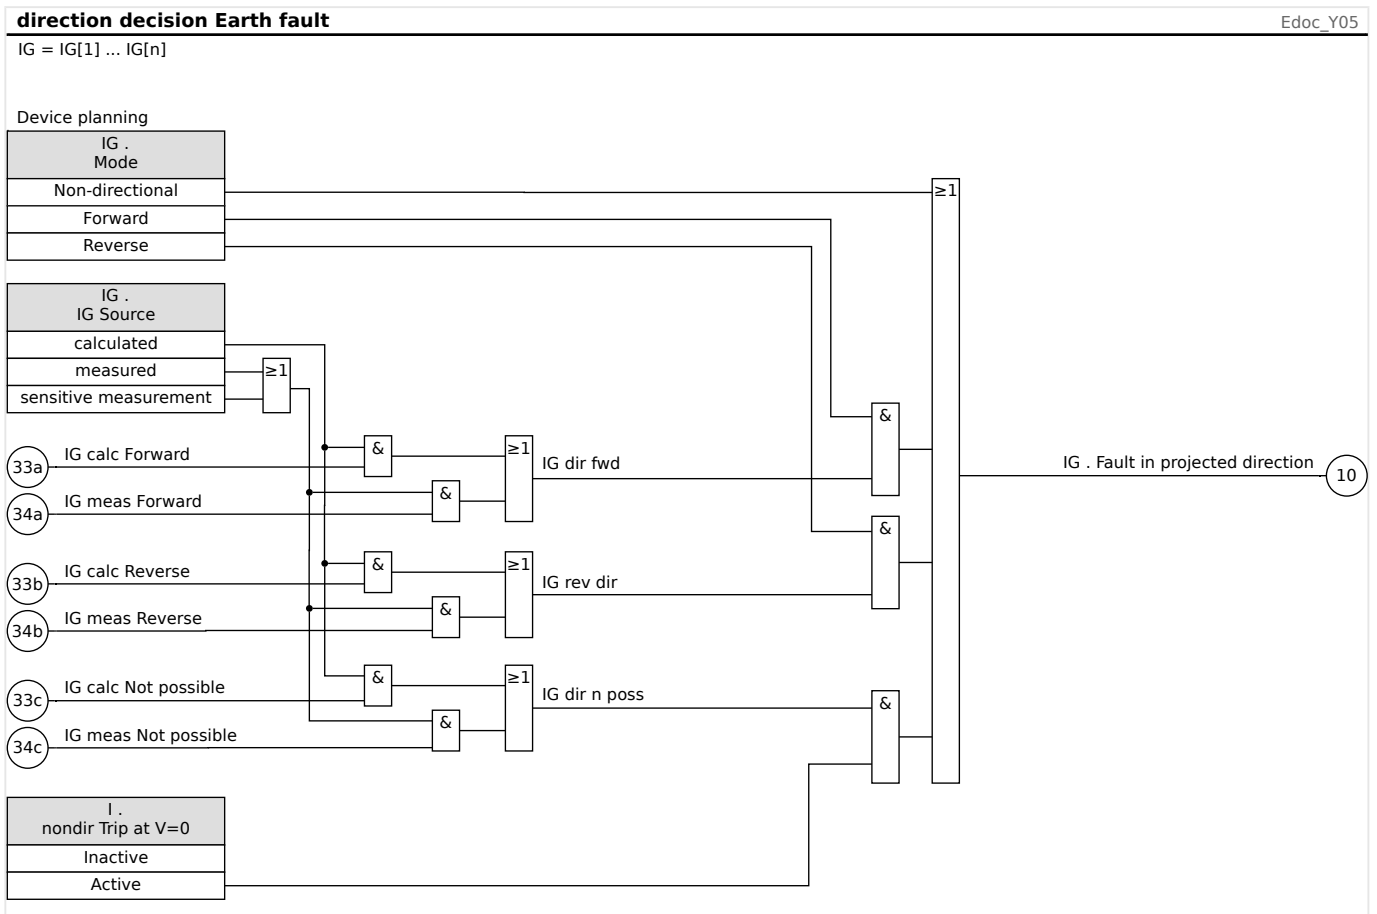 direction decision Earth fault
Edoc_Y05
IG = IG[1] ... IG[n]
Device planning
IG .
Mode
Non-directional
≥1
Forward
Reverse
IG .
IG Source
calculated
measured
≥1
sensitive measurement
&
33a
IG calc Forward
&
≥1
IG dir fwd
IG . Fault in projected direction
10
34a
IG meas Forward
&
&
33b
IG calc Reverse
&
≥1
IG rev dir
34b
IG meas Reverse
&
33c
IG calc Not possible
&
≥1
IG dir n poss
&
34c
IG meas Not possible
&
I .
nondir Trip at V=0
Inactive
Active